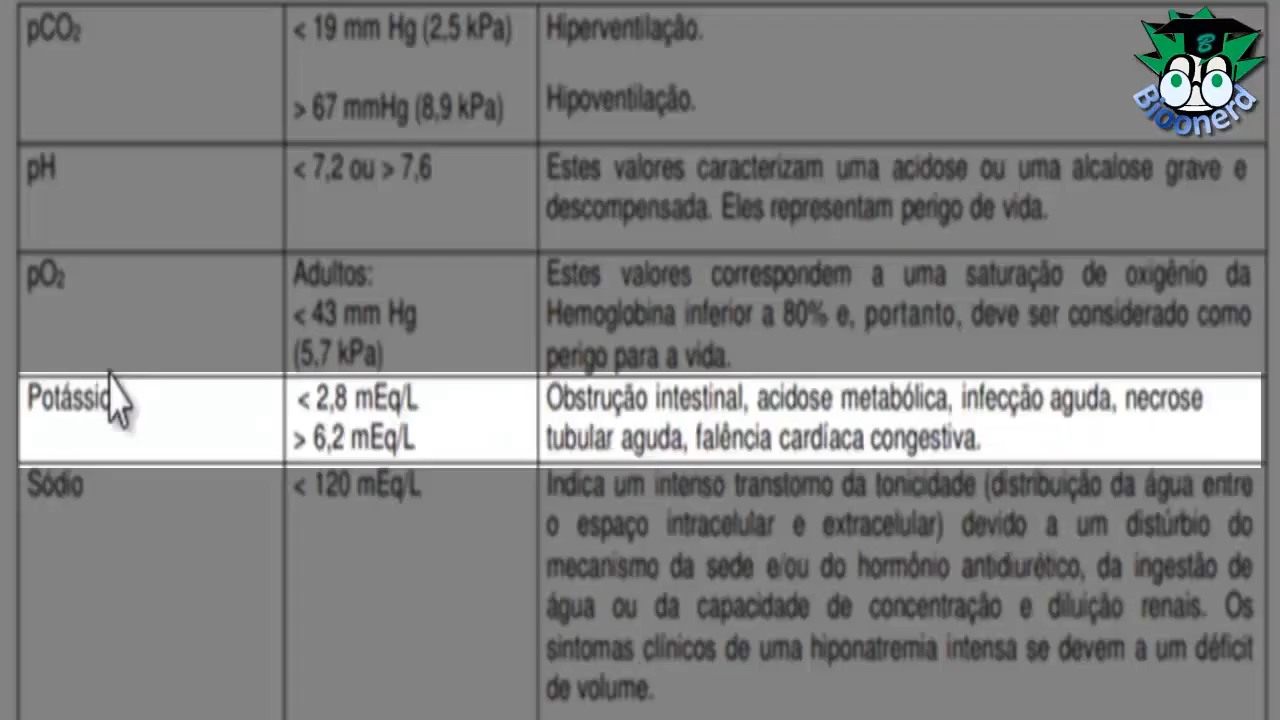 pCO₂
< 19 mm Hg (2,5 kPa)
Hiperventilação.
> 67 mmHg (8,9 kPa)
Hipoventilação.
pH
< 7,2 ou > 7,6
Estes valores caracterizam uma acidose ou uma alcalose grave e
descompensada. Eles representam perigo de vida.
pO₂
Adultos:
< 43 mm Hg
(5,7 kPa)
Estes valores correspondem a uma saturação de oxigênio da
Hemoglobina inferior a 80% e, portanto, deve ser considerado como
perigo para a vida.
Potássio
< 2,8 mEq/L
> 6,2 mEq/L
Obstrução intestinal, acidose metabólica, infecção aguda, necrose
tubular aguda, falência cardíaca congestiva.
Sódio
< 120 mEq/L
Indica um intenso transtorno da tonicidade (distribuição da água entre
o espaço intracelular e extracelular) devido a um distúrbio do
mecanismo da sede e/ou do hormônio antidiurético, da ingestão de
água ou da capacidade de concentração e diluição renais. Os
sintomas clínicos de uma hiponatremia intensa se devem a um déficit
de volume.
B
Bioonerd